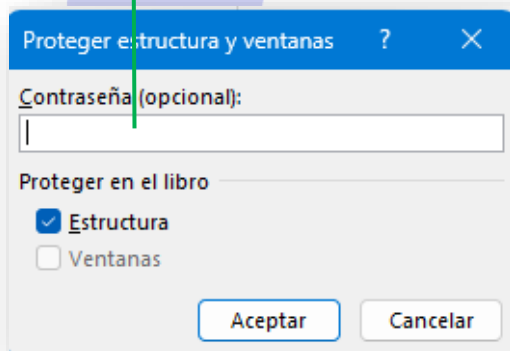 Proteger estructura y ventanas ?
Contraseña (opcional):
Proteger en el libro
Estructura
Ventanas
Aceptar Cancelar